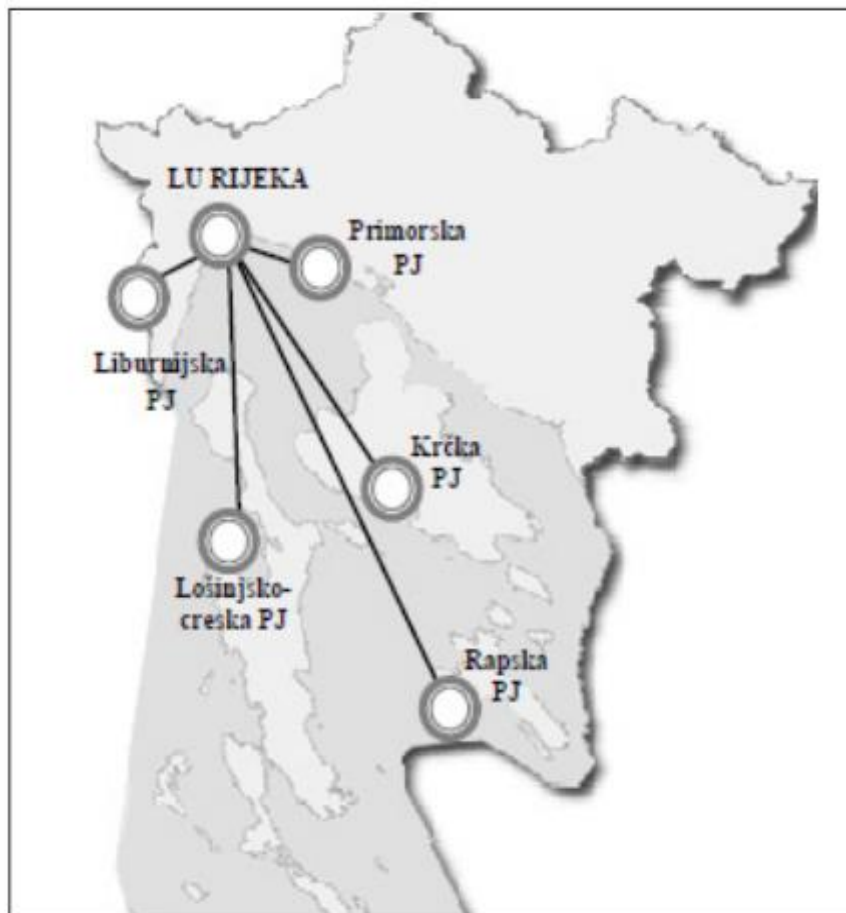 LU RIJEKA
Primorska
PJ
Liburnijska
PJ
Krčka
PJ
Lošinjsko-
creska PJ
Rapska
PJ